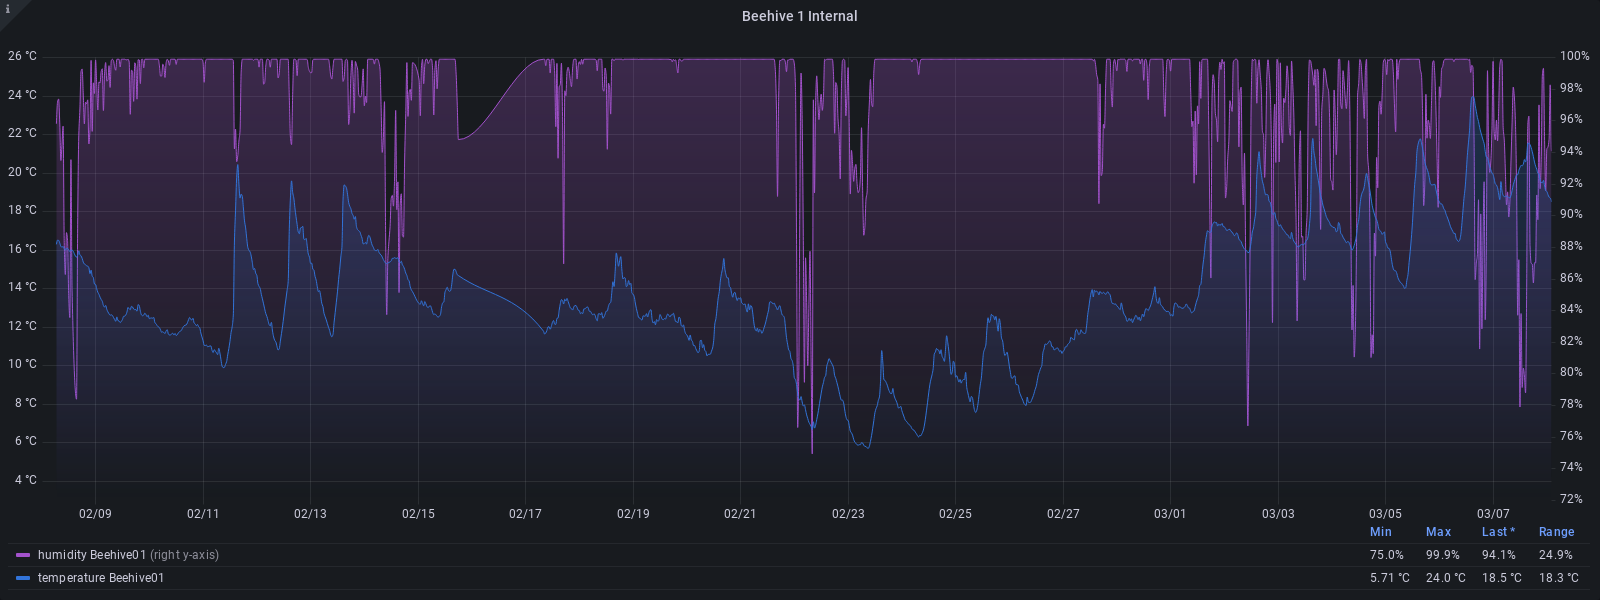 i
Beehive 1 Internal
26 °C 100%
24 °C 98%
22 °C 96%
20 °C 94%
18 °C 92%
16 °C 90%
14 °C 88%
12 °C 86%
10 °C 84%
8 °C 82%
6 °C 80%
4 °C 78%
76%
74%
72%
02/09 02/11 02/13 02/15 02/17 02/19 02/21 02/23 02/25 02/27 03/01 03/03 03/05 03/07
Min Max Last * Range
humidity Beehive01 (right y-axis) 75.0% 99.9% 94.1% 24.9%
temperature Beehive01 5.71 °C 24.0 °C 18.5 °C 18.3 °C